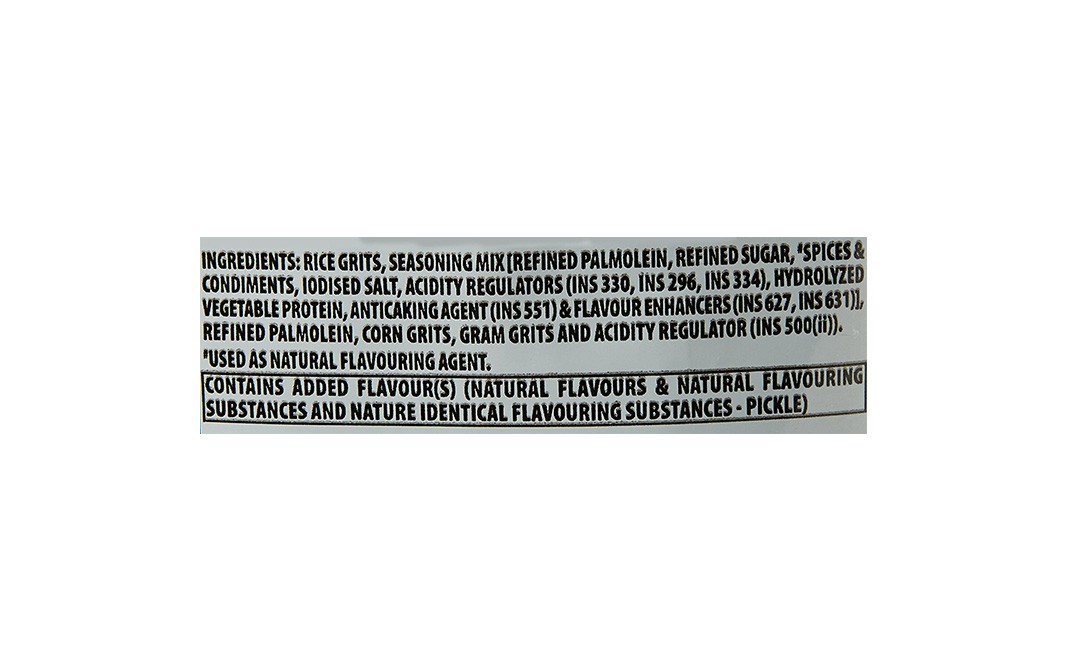 INGREDIENTS: RICE GRITS, SEASONING MIX [REFINED PALMOLEIN, REFINED SUGAR, #SPICES &
CONDIMENTS, IODISED SALT, ACIDITY REGULATORS (INS 330, INS 296, INS 334), HYDROLYZED
VEGETABLE PROTEIN, ANTICAKING AGENT (INS 551) & FLAVOUR ENHANCERS (INS 627, INS 631)],
REFINED PALMOLEIN, CORN GRITS, GRAM GRITS AND ACIDITY REGULATOR (INS 500(ii)).
#USED AS NATURAL FLAVOURING AGENT.
CONTAINS ADDED FLAVOUR(S) (NATURAL FLAVOURS & NATURAL FLAVOURING
SUBSTANCES AND NATURE IDENTICAL FLAVOURING SUBSTANCES - PICKLE)